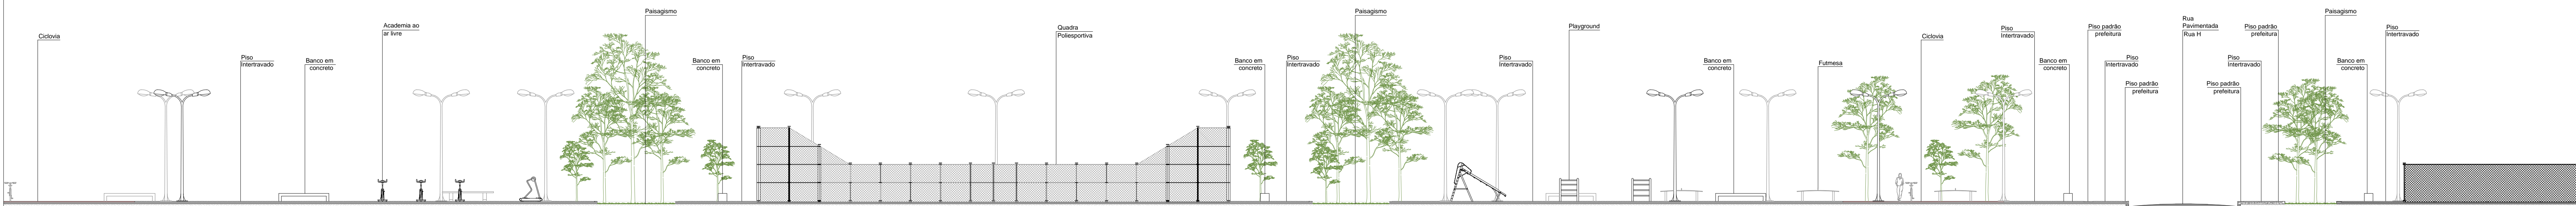 Ciclovia
Piso
Intertravado
Banco em
concreto
Academia ao
ar livre
Paisagismo
Banco em
concreto
Piso
Intertravado
Quadra
Poliesportiva
Banco em
concreto
Piso
Intertravado
Paisagismo
Piso
Intertravado
Playground
Banco em
concreto
Futmesa
Ciclovia
Piso
Intertravado
Banco em
concreto
Piso padrão
prefeitura
Piso
Intertravado
Piso padrão
prefeitura
Rua
Pavimentada
Rua H
Piso padrão
prefeitura
Piso
Intertravado
Piso padrão
prefeitura
Paisagismo
Banco em
concreto
Piso
Intertravado